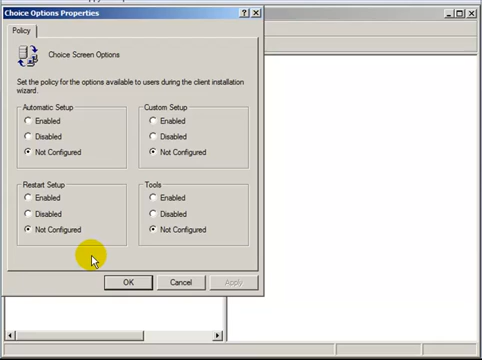 Choice Options Properties
Policy
Choice Screen Options
Set the policy for the options available to users during the client installation
wizard.
Automatic Setup
Enabled
Disabled
Not Configured
Custom Setup
Enabled
Disabled
Not Configured
Restart Setup
Enabled
Disabled
Not Configured
Tools
Enabled
Disabled
Not Configured
OK
Cancel
Apply